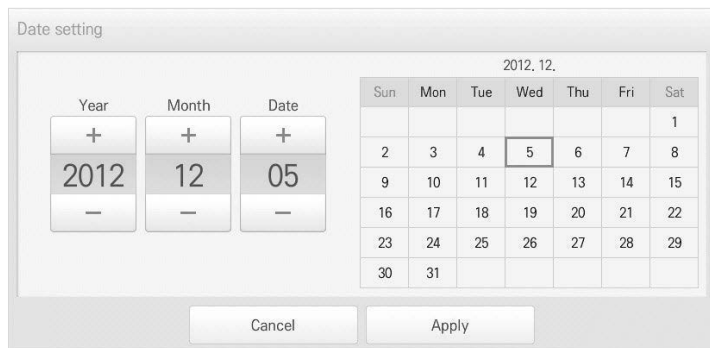 Date setting
2012. 12.
Year Month Date
+ + +
2012 12 05
− − −
Sun Mon Tue Wed Thu Fri Sat
1
2 3 4 5 6 7 8
9 10 11 12 13 14 15
16 17 18 19 20 21 22
23 24 25 26 27 28 29
30 31
Cancel Apply